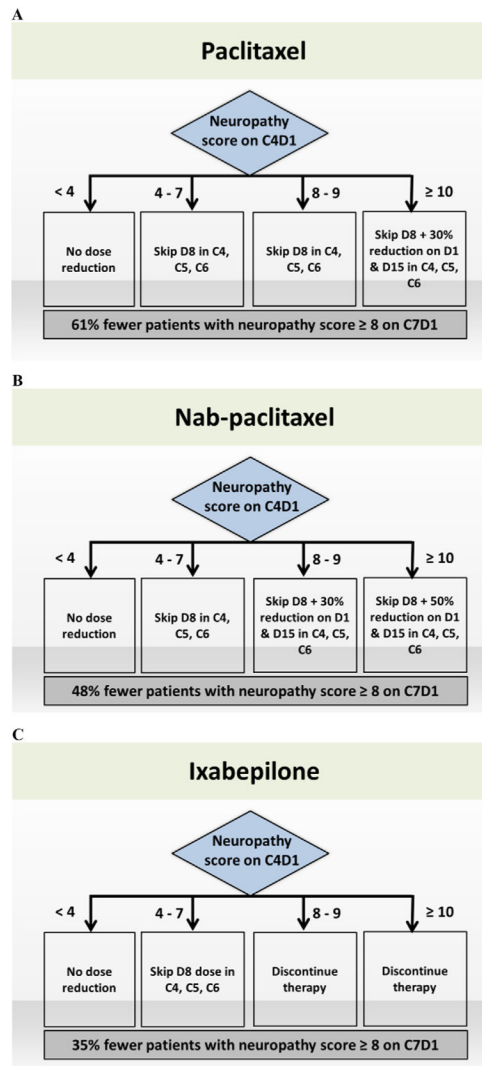 A
Paclitaxel
Neuropathy
score on C4D1
< 4
4 - 7
8 - 9
≥ 10
No dose
reduction
Skip D8 in C4,
C5, C6
Skip D8 in C4,
C5, C6
Skip D8 + 30%
reduction on D1
& D15 in C4, C5,
C6
61% fewer patients with neuropathy score ≥ 8 on C7D1
B
Nab-paclitaxel
Neuropathy
score on C4D1
< 4
4 - 7
8 - 9
≥ 10
No dose
reduction
Skip D8 in C4,
C5, C6
Skip D8 + 30%
reduction on D1
& D15 in C4, C5,
C6
Skip D8 + 50%
reduction on D1
& D15 in C4, C5,
C6
48% fewer patients with neuropathy score ≥ 8 on C7D1
C
Ixabepilone
Neuropathy
score on C4D1
< 4
4 - 7
8 - 9
≥ 10
No dose
reduction
Skip D8 dose in
C4, C5, C6
Discontinue
therapy
Discontinue
therapy
35% fewer patients with neuropathy score ≥ 8 on C7D1